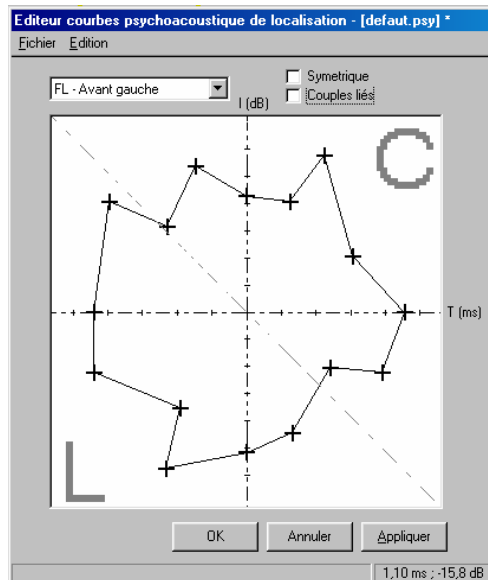 Editeur courbes psychoacoustique de localisation - [defaut.psy] *
Fichier Edition
FL - Avant gauche
Symetrique
Couples liés
I (dB)
C
T (ms)
L
OK Annuler Appliquer
1,10 ms ; -15,8 dB